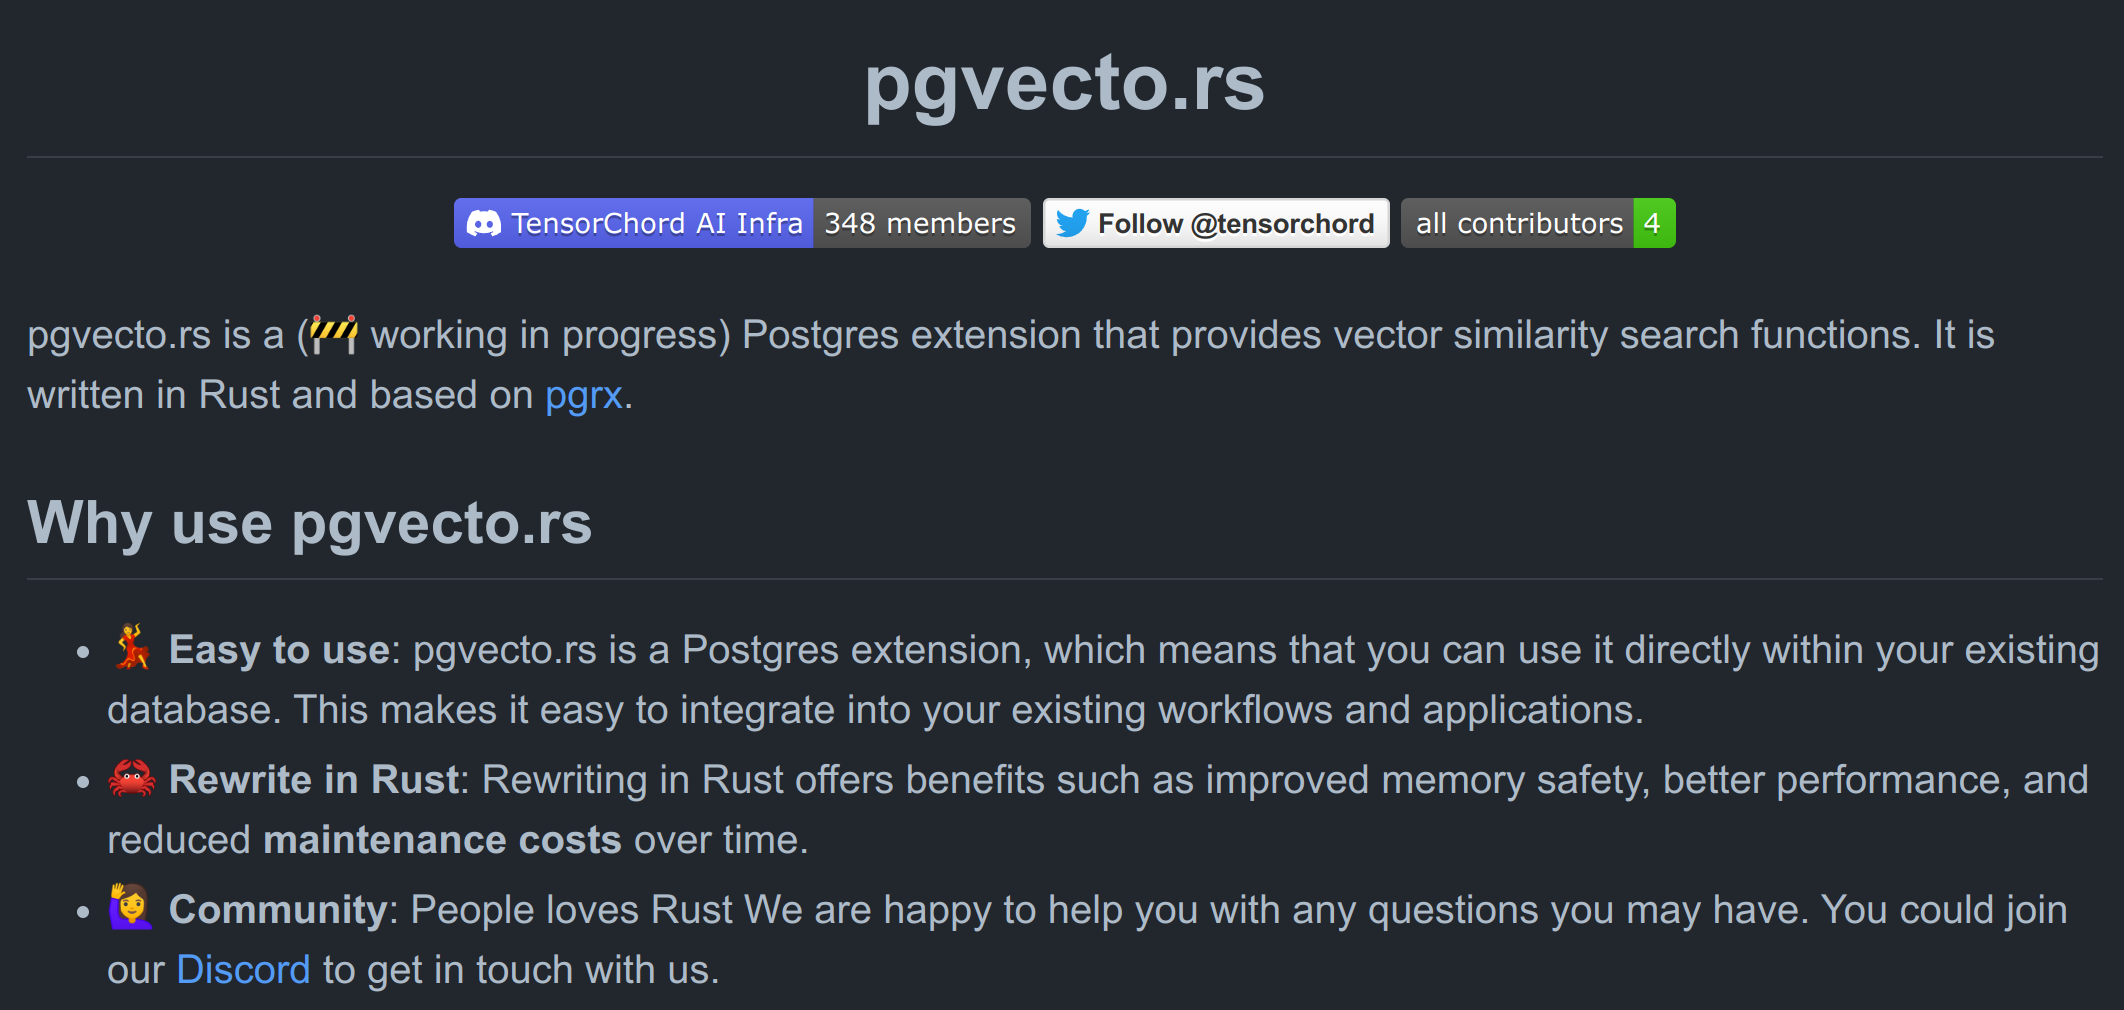 pgvecto.rs
TensorChord AI Infra 348 members Follow @tensorchord all contributors 4
pgvecto.rs is a (🚧 working in progress) Postgres extension that provides vector similarity search functions. It is
written in Rust and based on pgrx.
Why use pgvecto.rs
• 💃 Easy to use: pgvecto.rs is a Postgres extension, which means that you can use it directly within your existing
database. This makes it easy to integrate into your existing workflows and applications.
• 🦀 Rewrite in Rust: Rewriting in Rust offers benefits such as improved memory safety, better performance, and
reduced maintenance costs over time.
• 🙋‍♀️ Community: People loves Rust We are happy to help you with any questions you may have. You could join
our Discord to get in touch with us.